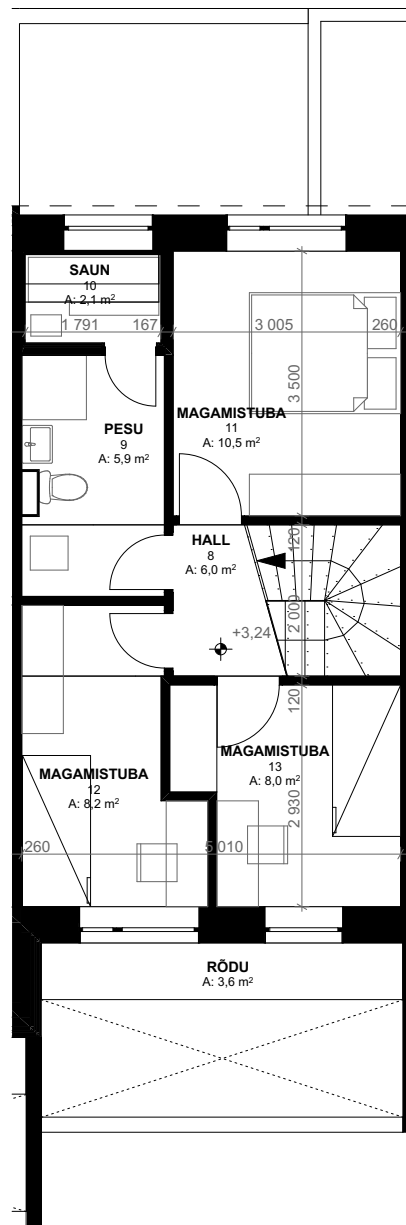 SAUN
10
A: 2,1 m²
1 791
167
3 005
260
3 500
MAGAMISTUBA
11
A: 10,5 m²
PESU
9
A: 5,9 m²
HALL
8
A: 6,0 m²
120
2 009
+3,24
120
MAGAMISTUBA
13
A: 8,0 m²
MAGAMISTUBA
12
A: 8,2 m²
2 930
260
5 010
RÕDU
A: 3,6 m²